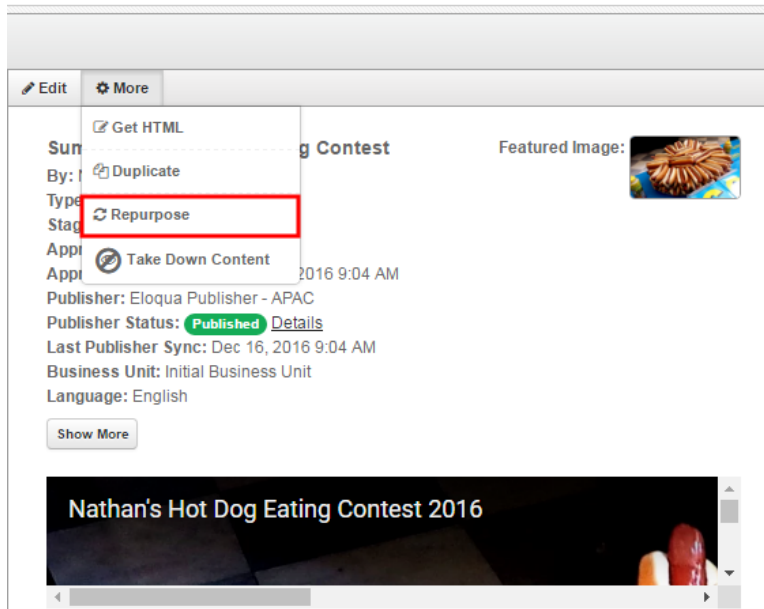 Edit More
Get HTML
Sum g Contest Featured Image:
Duplicate
By:
Type
Repurpose
Stag
Appr
Take Down Content
Appr 2016 9:04 AM
Publisher: Eloqua Publisher - APAC
Publisher Status: Published Details
Last Publisher Sync: Dec 16, 2016 9:04 AM
Business Unit: Initial Business Unit
Language: English
Show More
Nathan's Hot Dog Eating Contest 2016